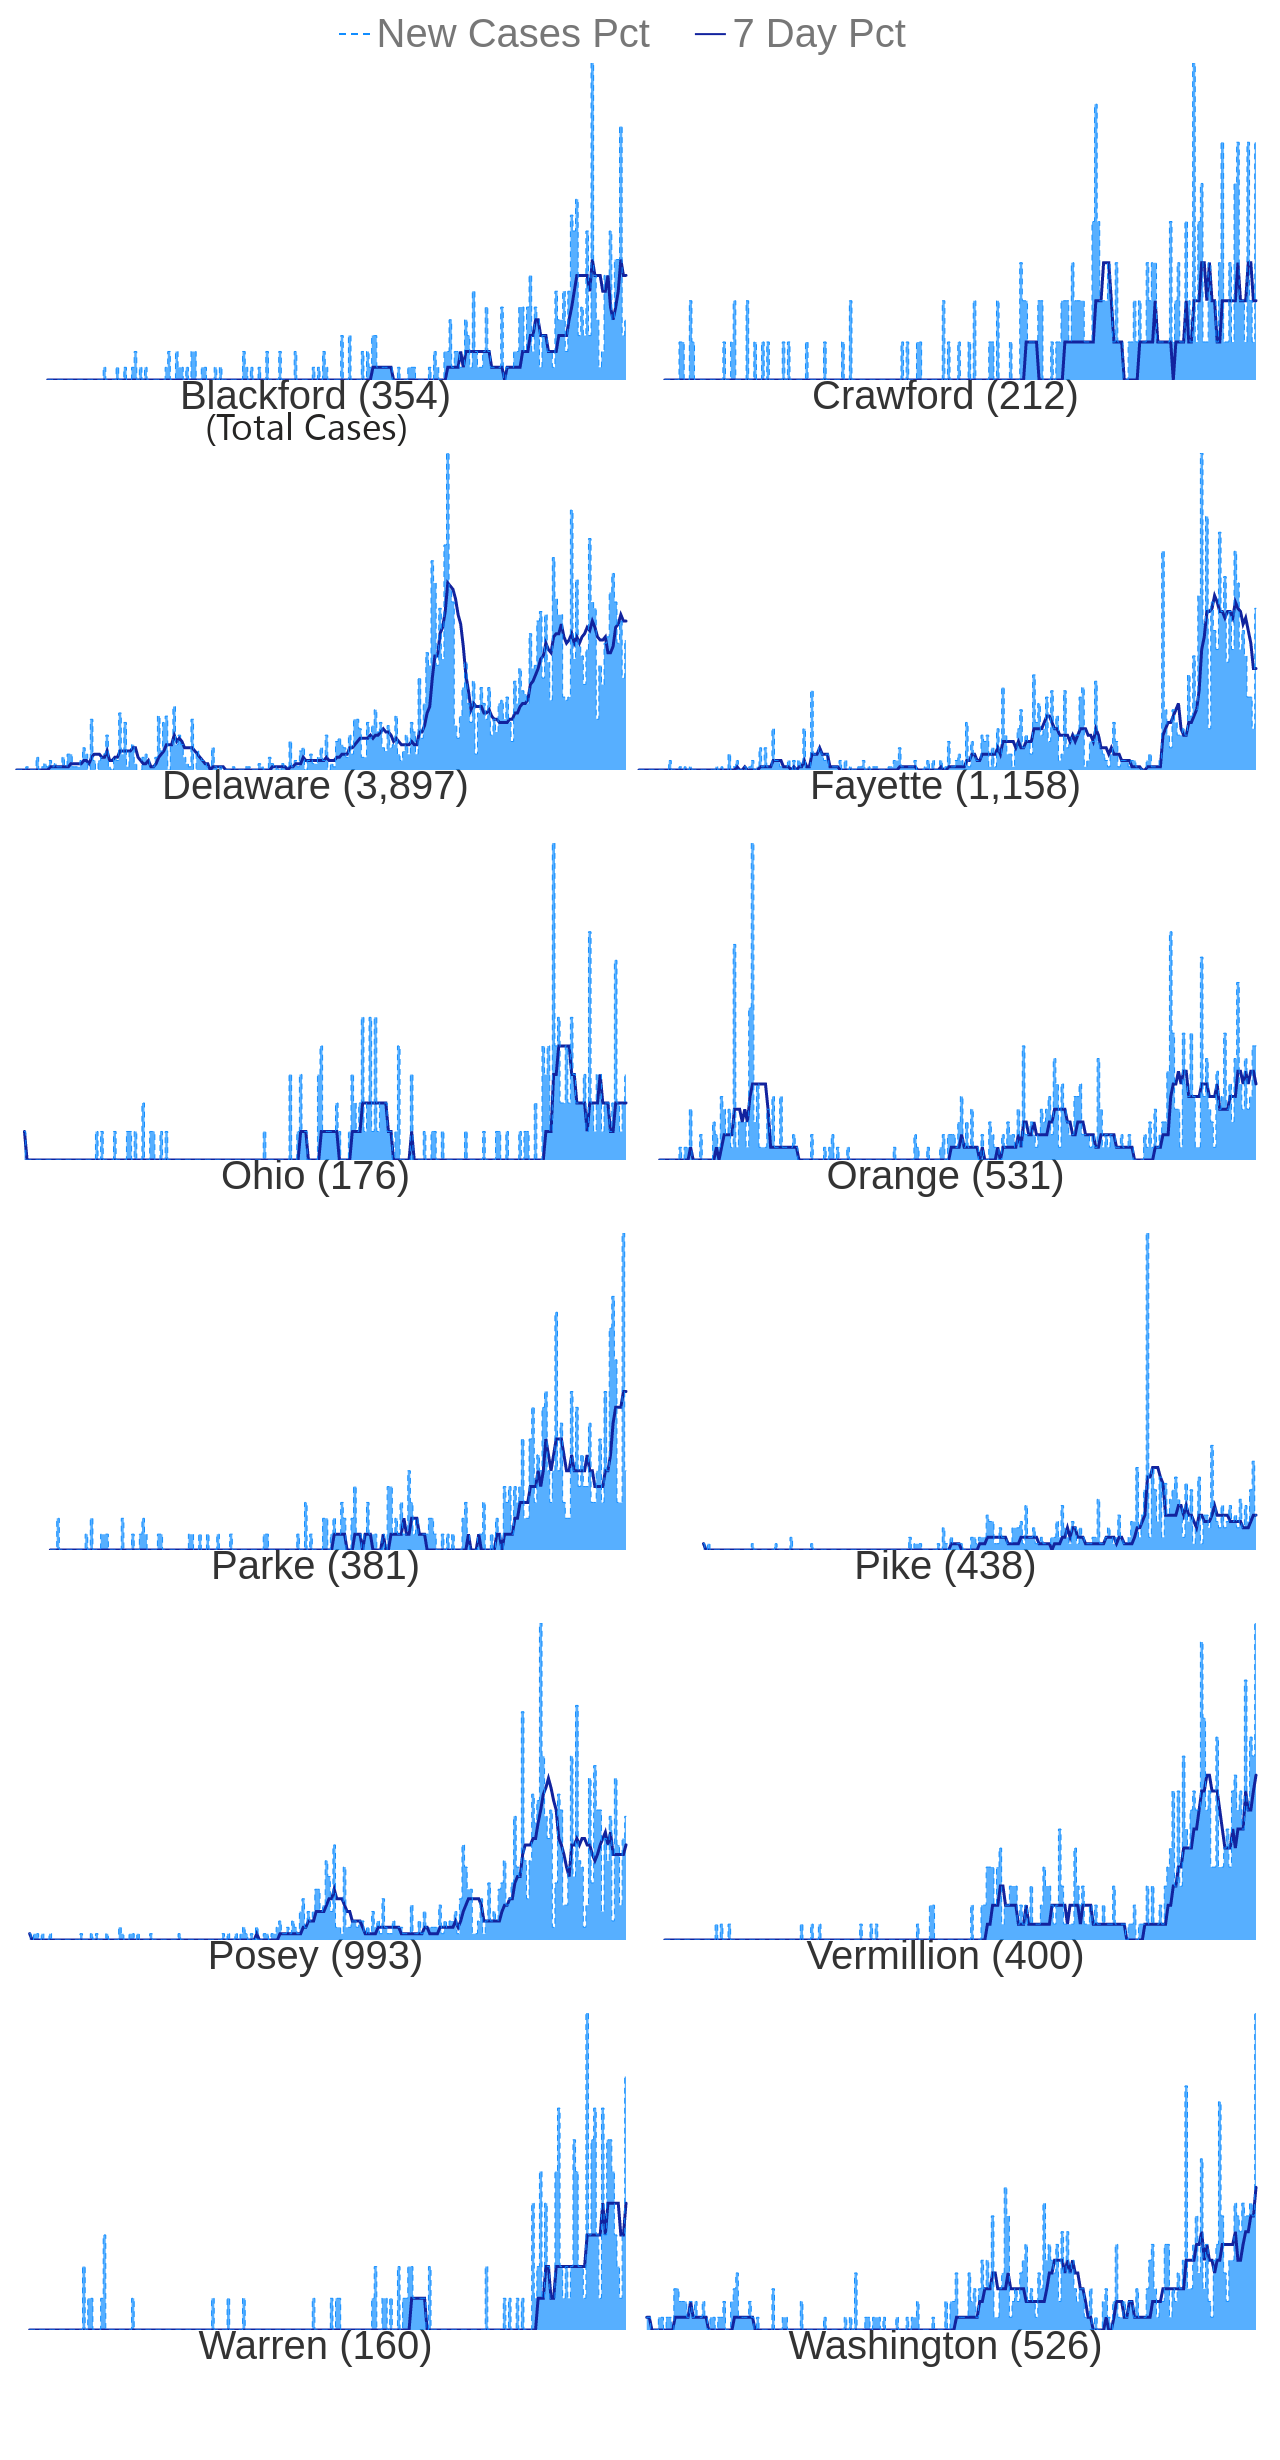 New Cases Pct 7 Day Pct
Blackford (354) Crawford (212)
(Total Cases)
Delaware (3,897) Fayette (1,158)
Ohio (176) Orange (531)
Parke (381) Pike (438)
Posey (993) Vermillion (400)
Warren (160) Washington (526)